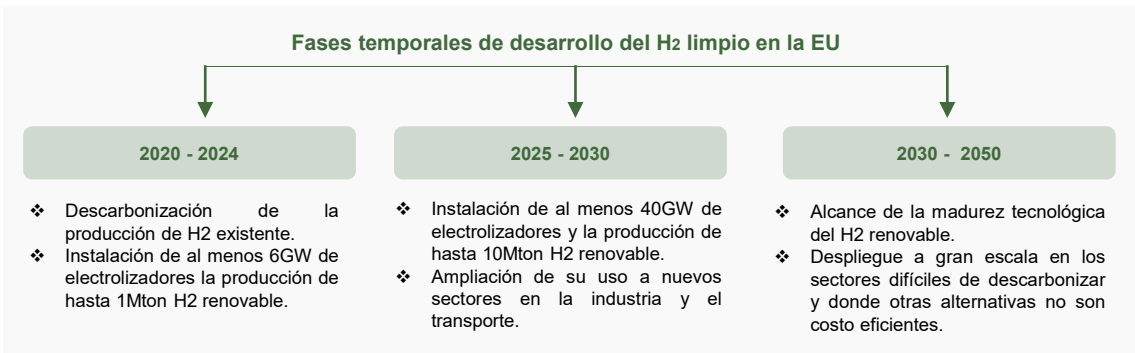 Fases temporales de desarrollo del H2 limpio en la EU
2020 - 2024
❖ Descarbonización de la
producción de H2 existente.
❖ Instalación de al menos 6GW de
electrolizadores la producción de
hasta 1Mton H2 renovable.
2025 - 2030
❖ Instalación de al menos 40GW de
electrolizadores y la producción de
hasta 10Mton H2 renovable.
❖ Ampliación de su uso a nuevos
sectores en la industria y el
transporte.
2030 - 2050
❖ Alcance de la madurez tecnológica
del H2 renovable.
❖ Despliegue a gran escala en los
sectores difíciles de descarbonizar
y donde otras alternativas no son
costo eficientes.